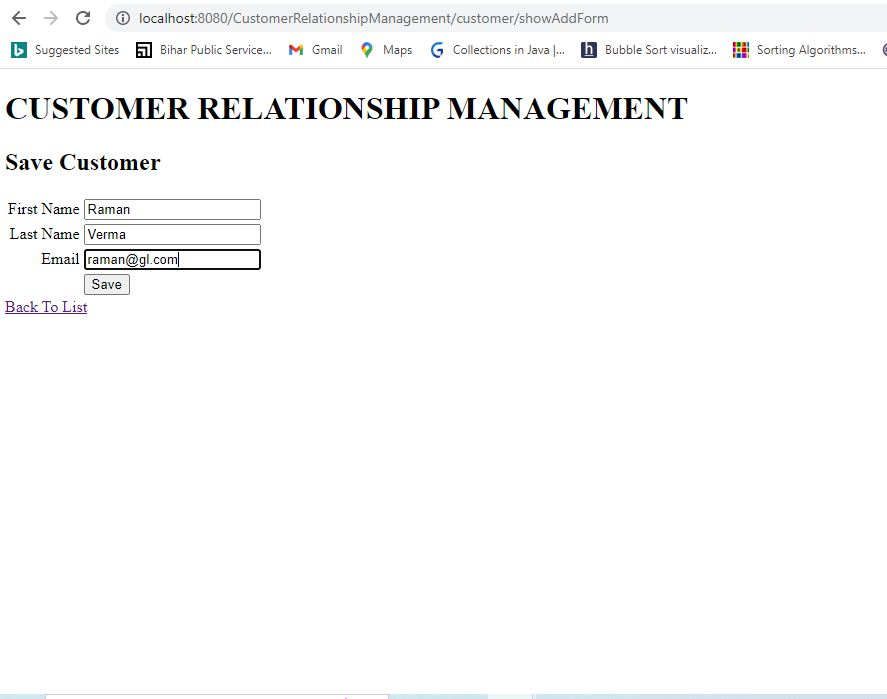 localhost:8080/CustomerRelationshipManagement/customer/showAddForm
Suggested Sites Bihar Public Service... Gmail Maps Collections in Java |... Bubble Sort visualiz... Sorting Algorithms...
CUSTOMER RELATIONSHIP MANAGEMENT
Save Customer
First Name Raman
Last Name Verma
Email raman@gl.com
Save
Back To List